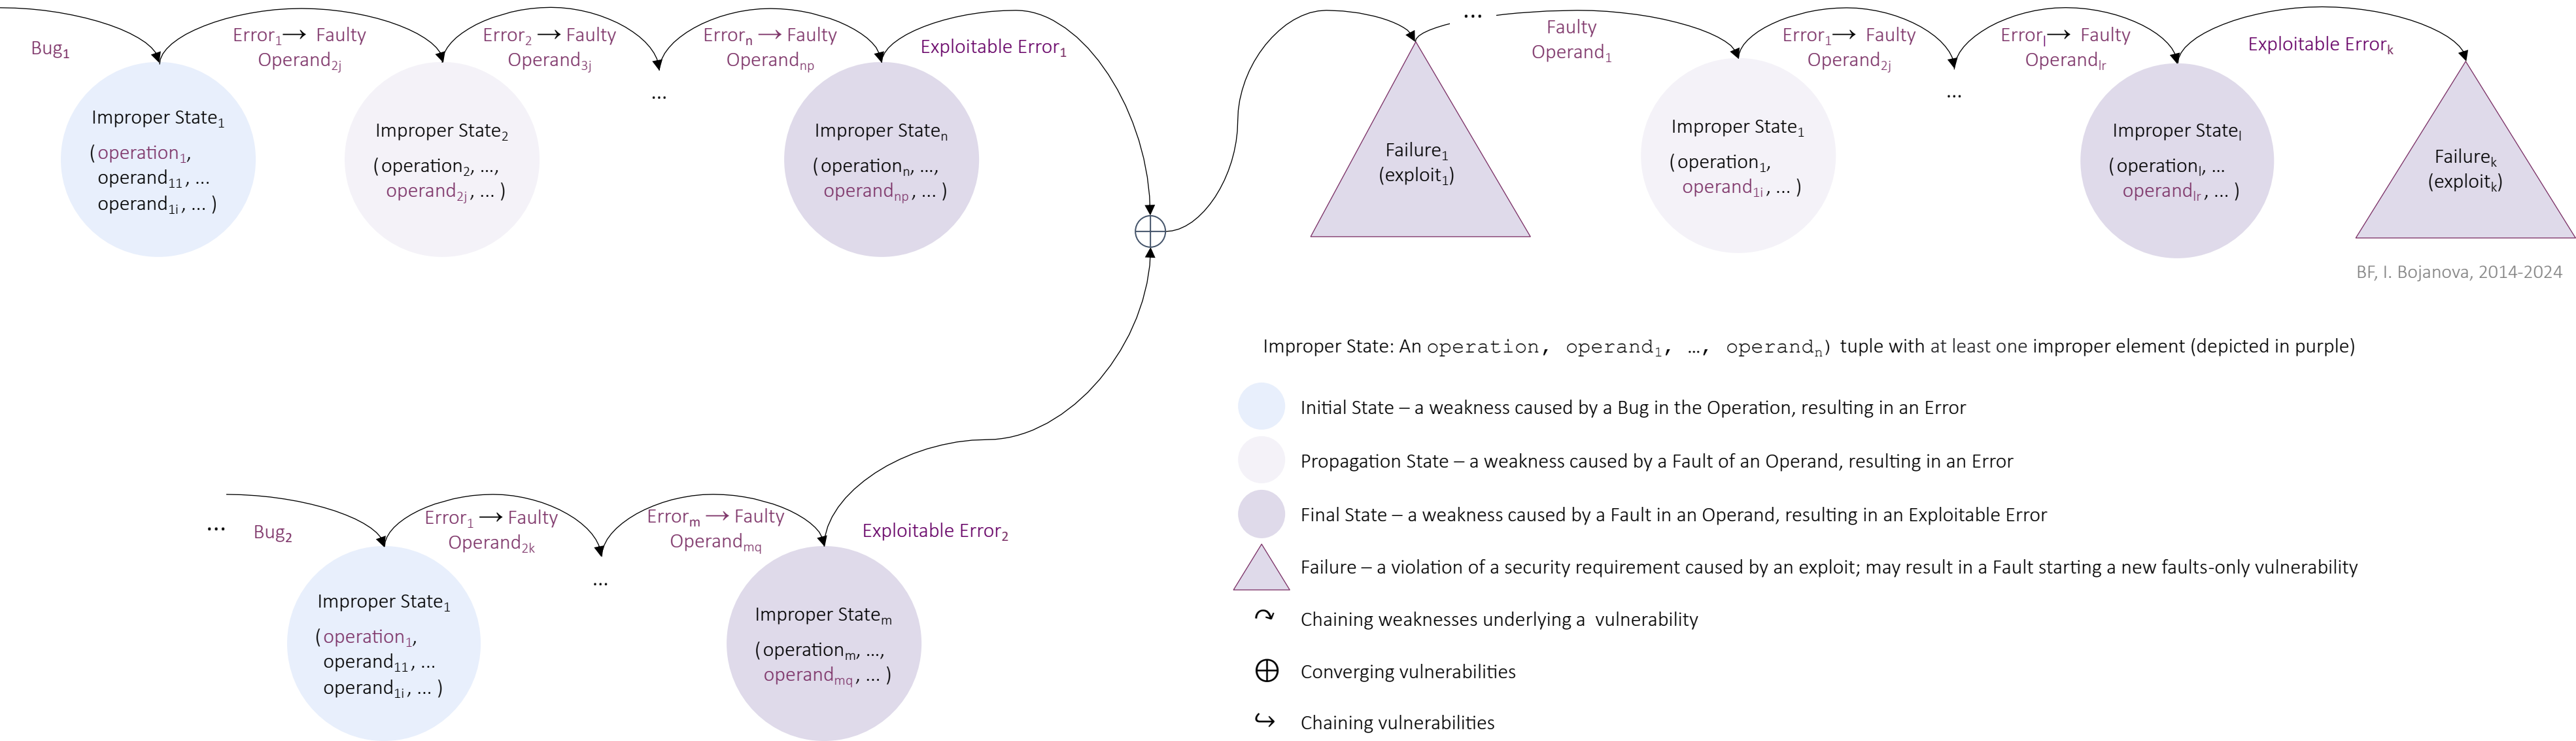 Bug₁
Error₁→ Faulty
Operand₂ⱼ
Error₂ → Faulty
Operand₃ⱼ
...
Errorₙ → Faulty
Operandₙₚ
Exploitable Error₁
Improper State₁
(operation₁,
operand₁₁, ...
operand₁ᵢ, ... )
Improper State₂
(operation₂, ...,
operand₂ⱼ, ... )
Improper Stateₙ
(operationₙ, ...,
operandₙₚ, ... )
Failure₁
(exploit₁)
...
Faulty
Operand₁
Error₁→ Faulty
Operand₂ⱼ
...
Errorₗ→ Faulty
Operandₗᵣ
Exploitable Errorₖ
Improper State₁
(operation₁,
operand₁ᵢ, ... )
Improper Stateₗ
(operationₗ, ...
operandₗᵣ, ... )
Failureₖ
(exploitₖ)
BF, I. Bojanova, 2014-2024
...
Bug₂
Error₁ → Faulty
Operand₂ₖ
...
Errorₘ → Faulty
Operandₘq
Exploitable Error₂
Improper State₁
(operation₁,
operand₁₁, ...
operand₁ᵢ, ... )
Improper Stateₘ
(operationₘ, ...,
operandₘq, ... )
Improper State: An operation, operand₁, …, operandₙ) tuple with at least one improper element (depicted in purple)
Initial State – a weakness caused by a Bug in the Operation, resulting in an Error
Propagation State – a weakness caused by a Fault of an Operand, resulting in an Error
Final State – a weakness caused by a Fault in an Operand, resulting in an Exploitable Error
Failure – a violation of a security requirement caused by an exploit; may result in a Fault starting a new faults-only vulnerability
Chaining weaknesses underlying a vulnerability
Converging vulnerabilities
Chaining vulnerabilities